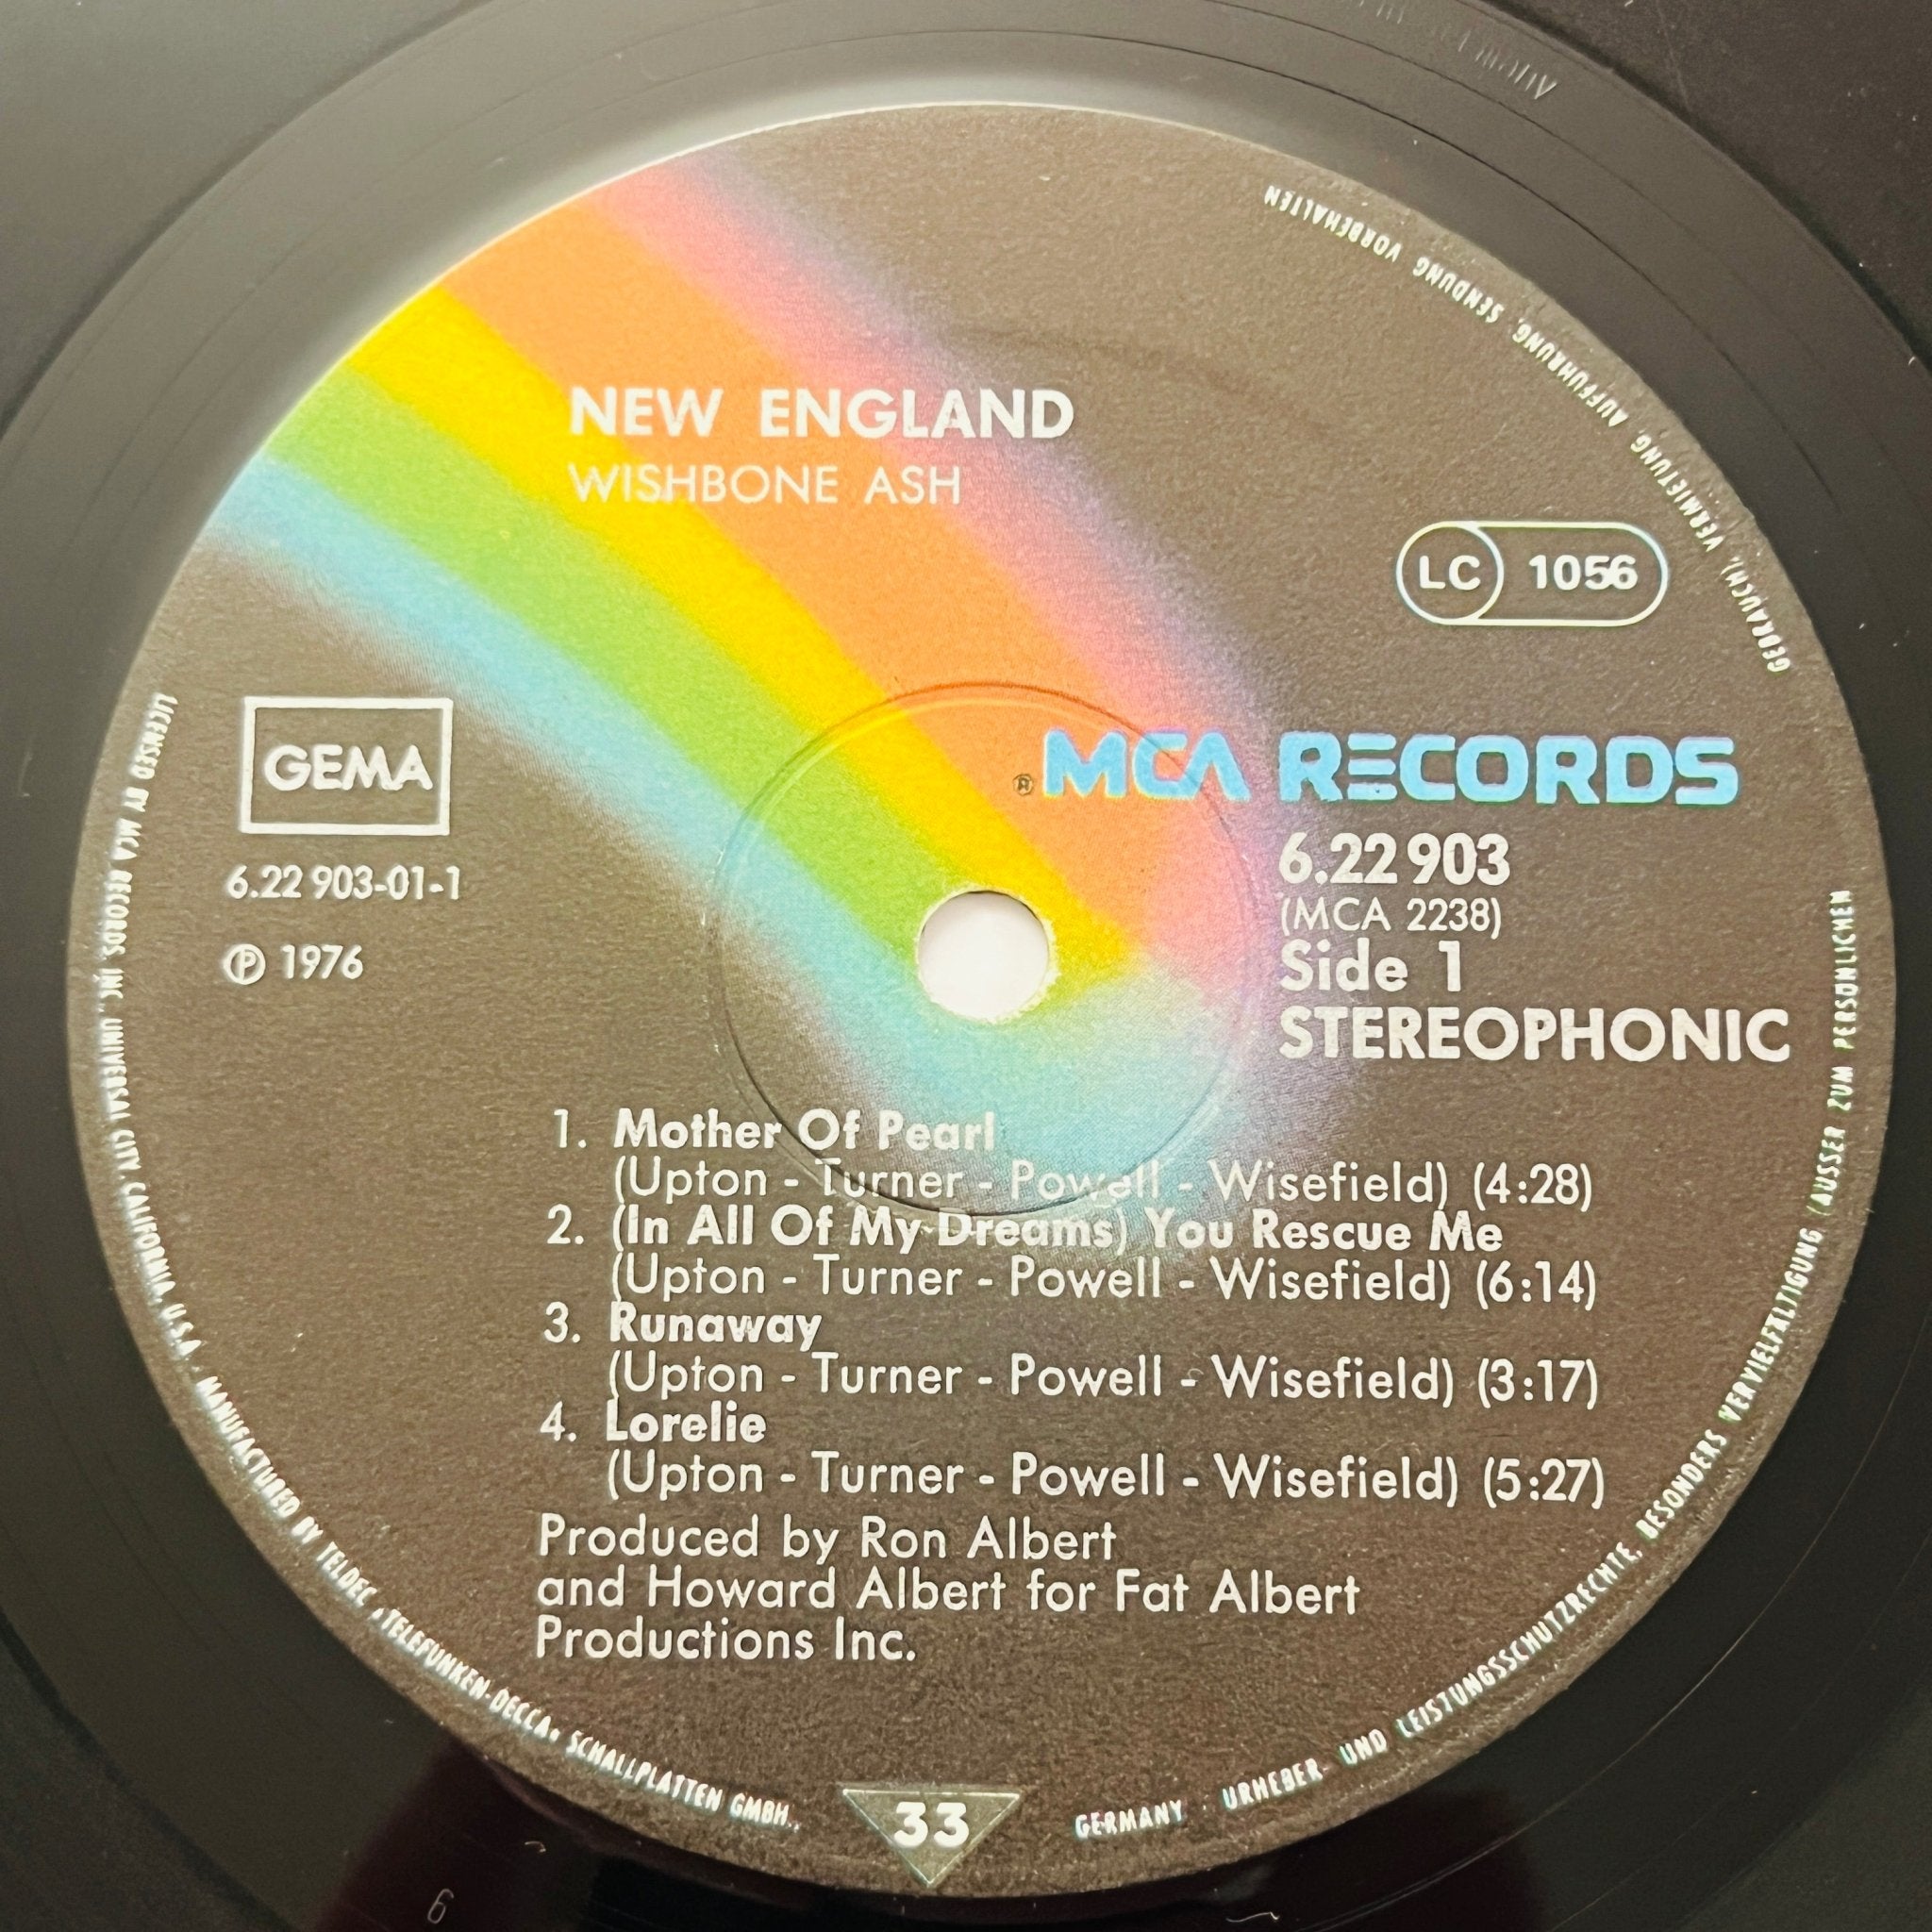 NEW ENGLAND
WISHBONE ASH
LC 1056
GEMA
6.22 903-01-1
Ⓟ 1976
® MCA RECORDS
6.22 903
(MCA 2238)
Side 1
STEREOPHONIC
1. Mother Of Pearl
(Upton - Turner - Powell - Wisefield) (4:28)
2. (In All Of My Dreams) You Rescue Me
(Upton - Turner - Powell - Wisefield) (6:14)
3. Runaway
(Upton - Turner - Powell - Wisefield) (3:17)
4. Lorelie
(Upton - Turner - Powell - Wisefield) (5:27)
Produced by Ron Albert
and Howard Albert for Fat Albert
Productions Inc.
33
LICENSED BY MCA RECORDS, INC. UNIVERSAL CITY, CALIFORNIA, U.S.A. · MANUFACTURED BY TELDEC „TELEFUNKEN-DECCA“ SCHALLPLATTEN GMBH., GERMANY · URHEBER- UND LEISTUNGSSCHUTZRECHTE, BESONDERS VERVIELFÄLTIGUNG (AUSSER ZUM PERSÖNLICHEN GEBRAUCH), VERMIETUNG, AUFFÜHRUNG, SENDUNG VORBEHALTEN
6